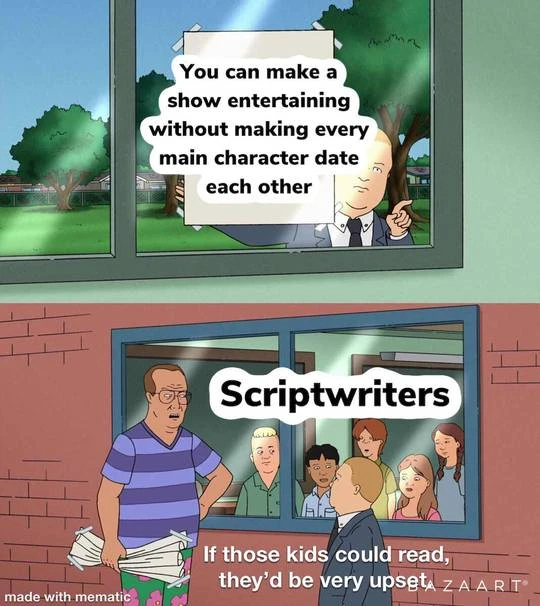 You can make a
show entertaining
without making every
main character date
each other
Scriptwriters
If those kids could read,
they'd be very upset.
BAZAART®
made with mematic